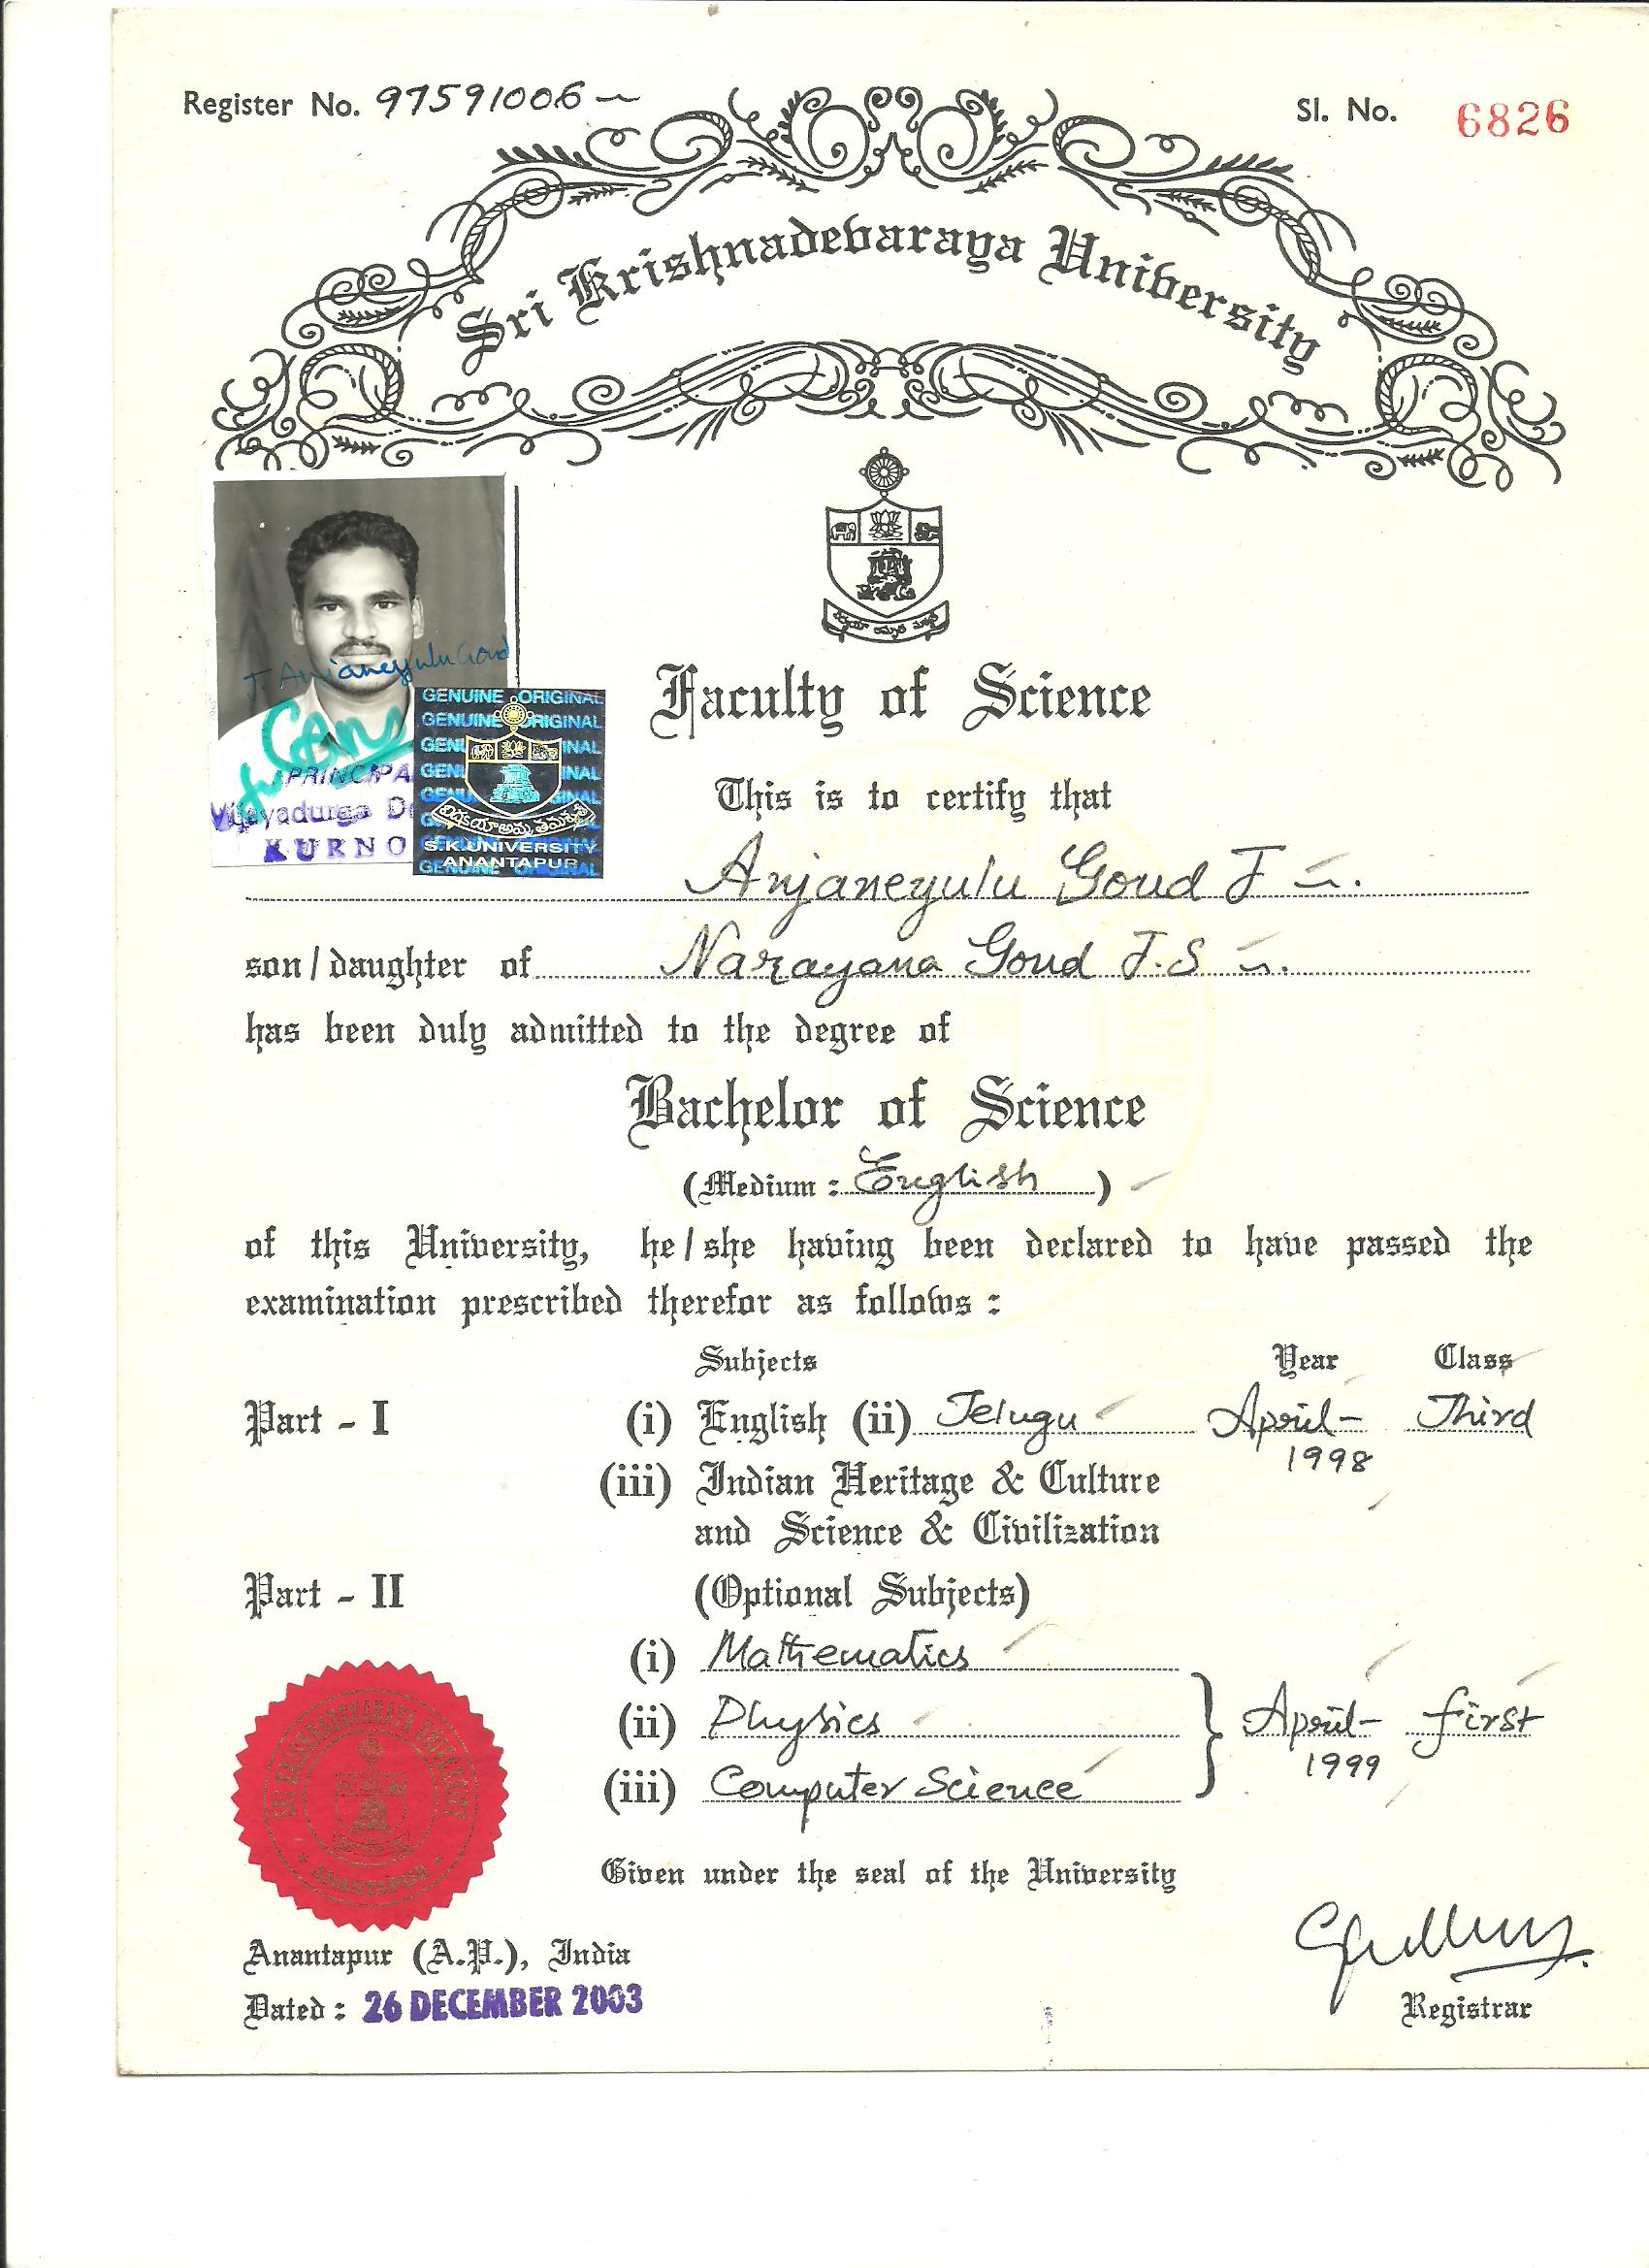 Register No. 97591006
Sl. No. 6826
Sri Krishnadevaraya University
J. Anjaneyulu Goud
PRINCIPA
Vijayadurga De
KURNO
GENUINE ORIGINAL
GENUINE ORIGINAL
S.K.UNIVERSITY
ANANTAPUR
GENUINE ORIGINAL
Faculty of Science
This is to certify that
Anjaneyulu Goud J
son/daughter of Narayana Goud J.S
has been duly admitted to the degree of
Bachelor of Science
(Medium : English)
of this University, he/she having been declared to have passed the
examination prescribed therefor as follows :
Subjects Year Class
Part - I (i) English (ii) Telugu April- Third
1998
(iii) Indian Heritage & Culture
and Science & Civilization
Part - II (Optional Subjects)
(i) Mathematics
(ii) Physics April- First
1999
(iii) Computer Science
SRI KRISHNADEVARAYA UNIVERSITY
ANANTAPUR
Given under the seal of the University
Anantapur (A.P.), India
Dated : 26 DECEMBER 2003
Registrar